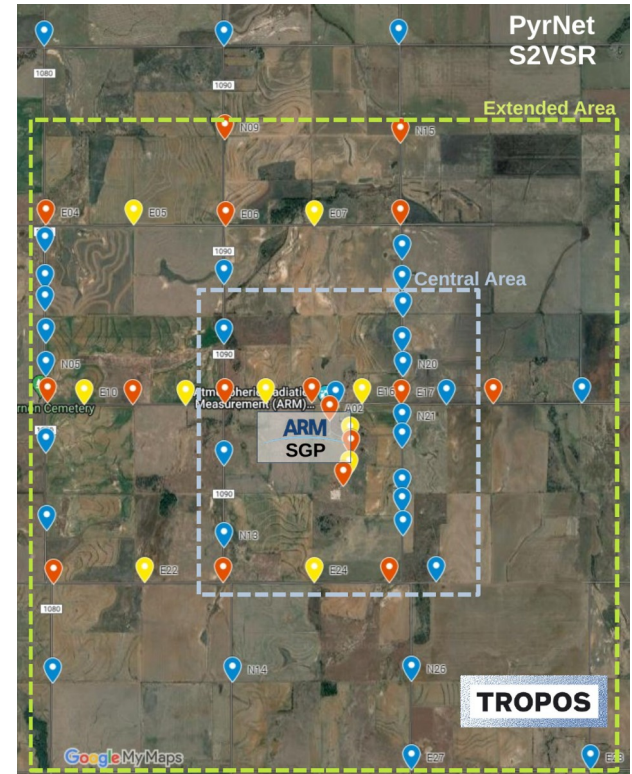 PyrNet
S2VSR
1080
1090
Extended Area
N09
N15
E04
E05
E06
E07
1090
Central Area
1090
N05
N20
E10
E16
E17
Measurement (ARM)...
A02
Cemetery
N21
ARM
SGP
1090
N13
E22
E24
1080
N14
N26
TROPOS
Google My Maps
E27